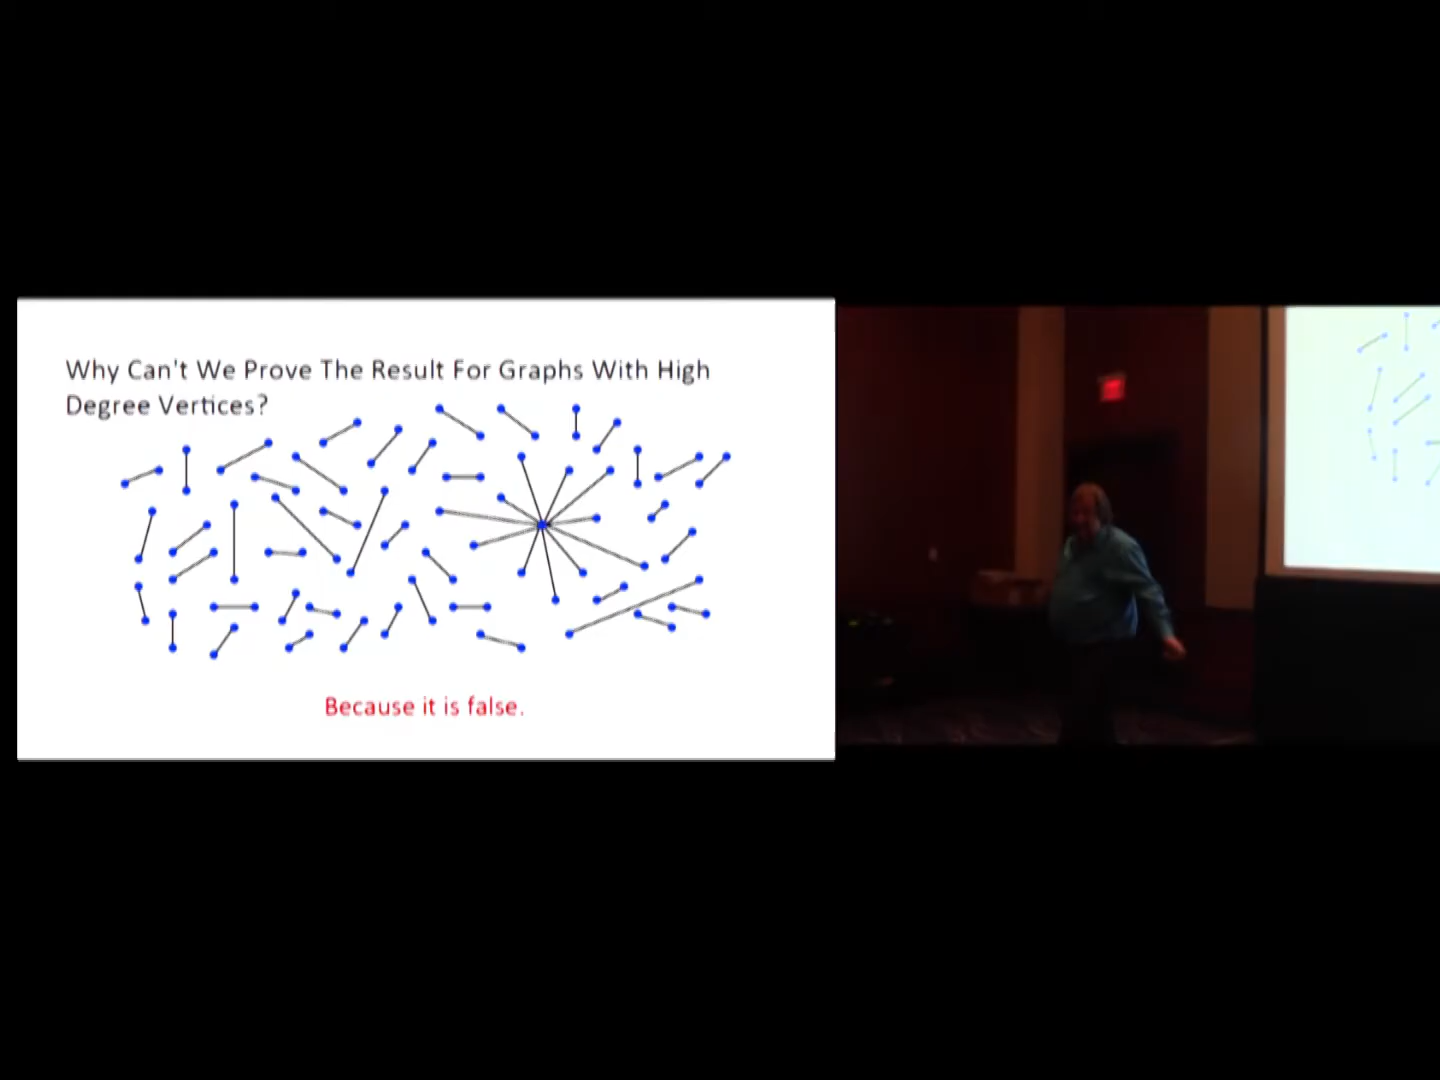 Why Can't We Prove The Result For Graphs With High
Degree Vertices?
Because it is false.